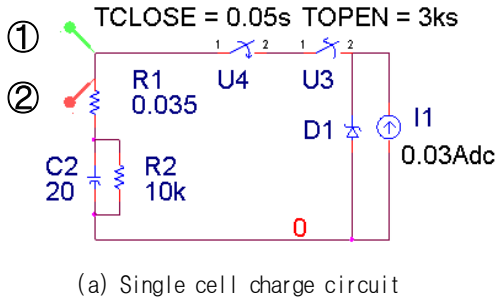 ① TCLOSE = 0.05s TOPEN = 3ks
1 2 1 2
② R1 U4 U3
0.035
D1 I1
C2 R2 0.03Adc
20 10k
0
(a) Single cell charge circuit